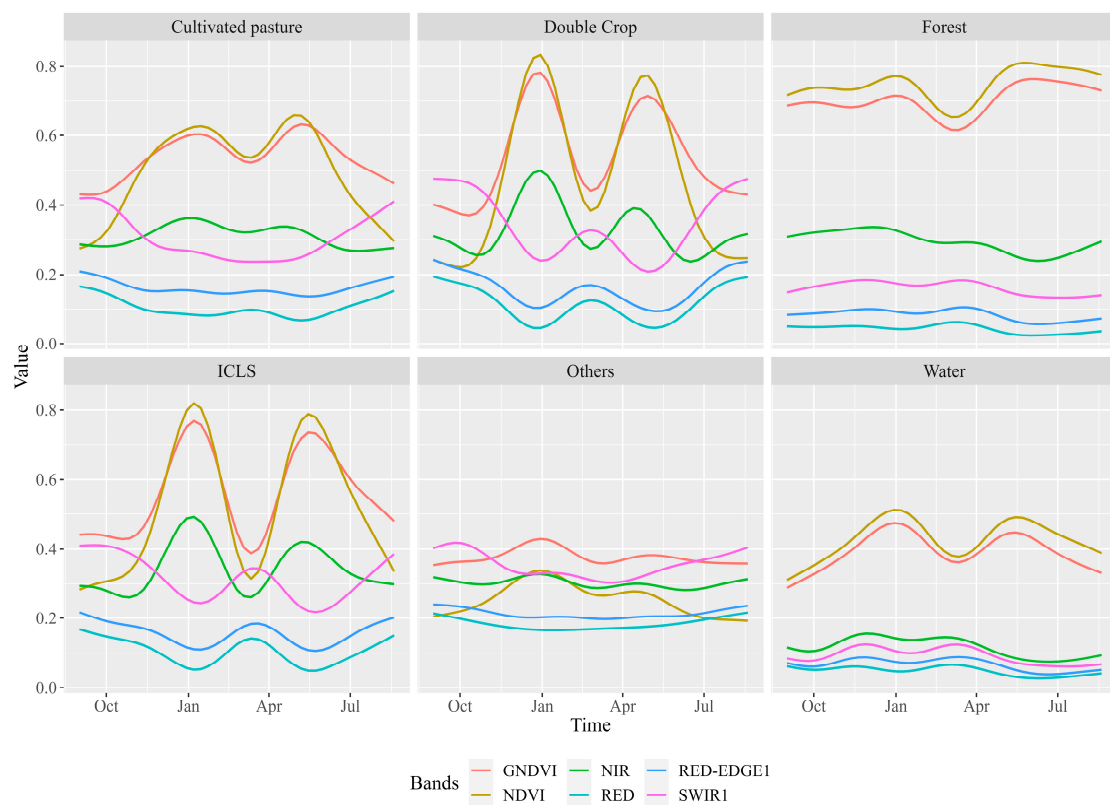 Cultivated pasture Double Crop Forest
0.8
0.6
0.4
0.2
0.0
ICLS Others Water
0.8
0.6
0.4
0.2
0.0
Value
Oct Jan Apr Jul Oct Jan Apr Jul Oct Jan Apr Jul
Time
Bands
GNDVI NIR RED-EDGE1
NDVI RED SWIR1